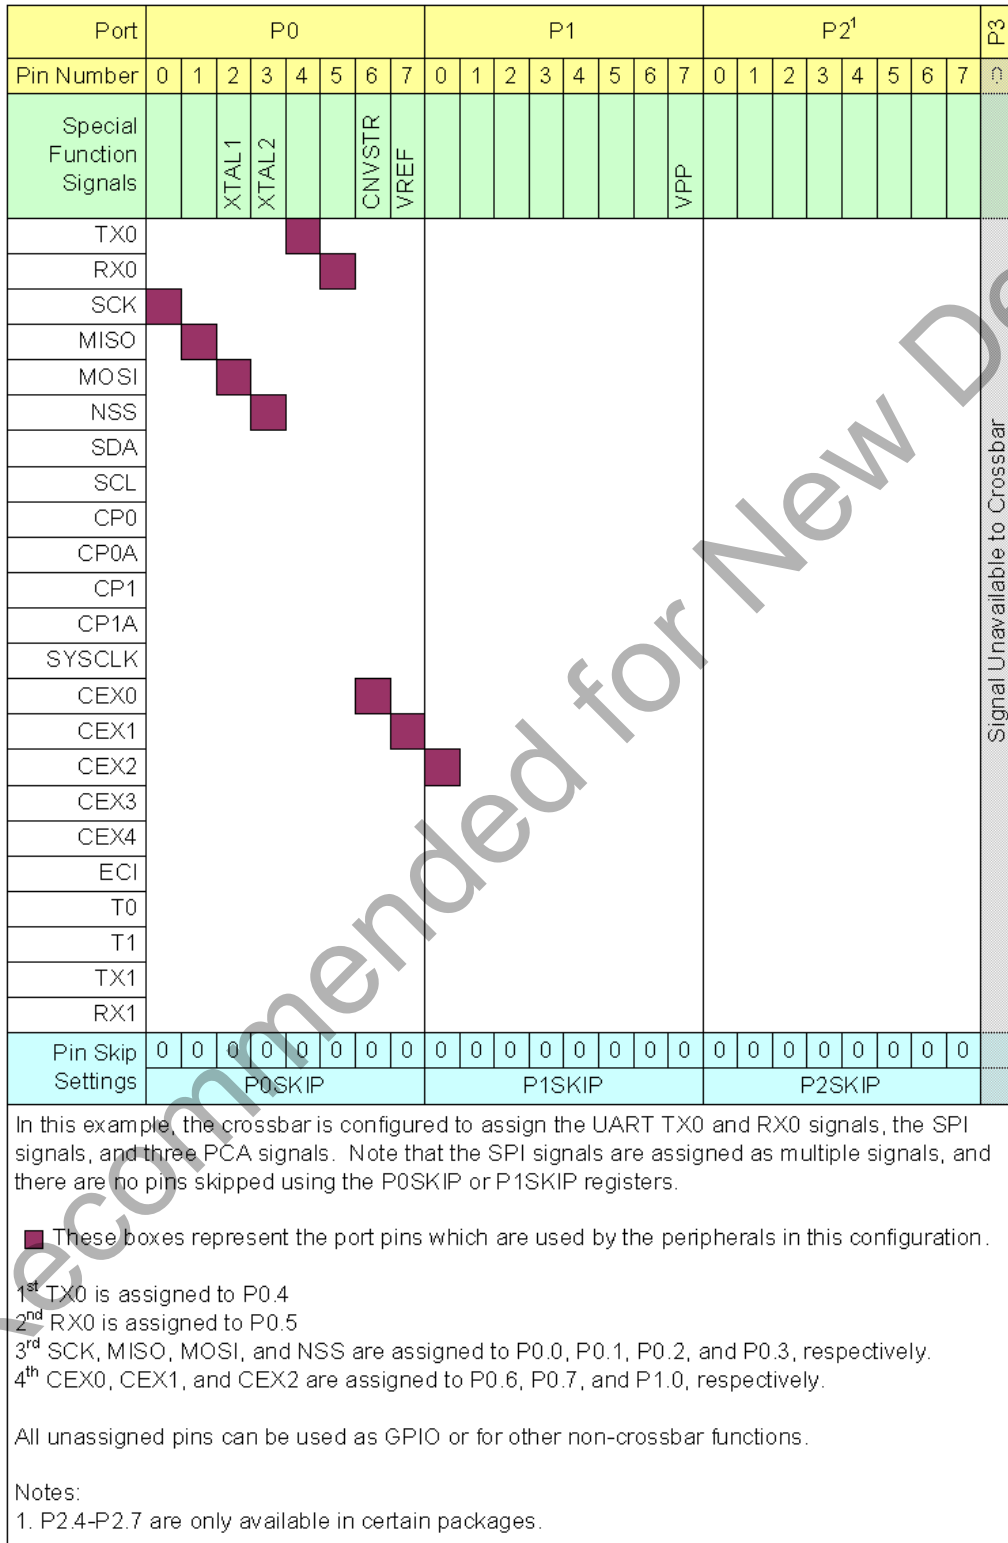 Port P0 P1 P2¹ P3
Pin Number 0 1 2 3 4 5 6 7 0 1 2 3 4 5 6 7 0 1 2 3 4 5 6 7 0
Special
Function
Signals
XTAL1
XTAL2
CNVSTR
VREF
VPP
TX0
RX0
SCK
MISO
MOSI
NSS
SDA
SCL
CP0
CP0A
CP1
CP1A
SYSCLK
CEX0
CEX1
CEX2
CEX3
CEX4
ECI
T0
T1
TX1
RX1
Signal Unavailable to Crossbar
Pin Skip 0 0 0 0 0 0 0 0 0 0 0 0 0 0 0 0 0 0 0 0 0 0 0 0
Settings P0SKIP P1SKIP P2SKIP
In this example, the crossbar is configured to assign the UART TX0 and RX0 signals, the SPI
signals, and three PCA signals. Note that the SPI signals are assigned as multiple signals, and
there are no pins skipped using the P0SKIP or P1SKIP registers.
These boxes represent the port pins which are used by the peripherals in this configuration.
1st TX0 is assigned to P0.4
2nd RX0 is assigned to P0.5
3rd SCK, MISO, MOSI, and NSS are assigned to P0.0, P0.1, P0.2, and P0.3, respectively.
4th CEX0, CEX1, and CEX2 are assigned to P0.6, P0.7, and P1.0, respectively.
All unassigned pins can be used as GPIO or for other non-crossbar functions.
Notes:
1. P2.4-P2.7 are only available in certain packages.
ecommended for New De